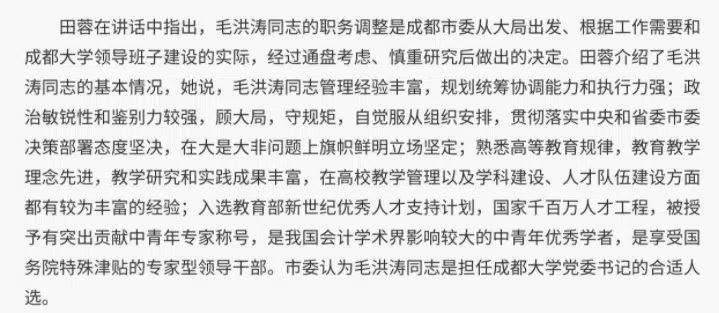 田蓉在讲话中指出，毛洪涛同志的职务调整是成都市委从大局出发、根据工作需要和
成都大学领导班子建设的实际，经过通盘考虑、慎重研究后做出的决定。田蓉介绍了毛洪
涛同志的基本情况，她说，毛洪涛同志管理经验丰富，规划统筹协调能力和执行力强；政
治敏锐性和鉴别力较强，顾大局，守规矩，自觉服从组织安排，贯彻落实中央和省委市委
决策部署态度坚决，在大是大非问题上旗帜鲜明立场坚定；熟悉高等教育规律，教育教学
理念先进，教学研究和实践成果丰富，在高校教学管理以及学科建设、人才队伍建设方面
都有较为丰富的经验；入选教育部新世纪优秀人才支持计划，国家千百万人才工程，被授
予有突出贡献中青年专家称号，是我国会计学术界影响较大的中青年优秀学者，是享受国
务院特殊津贴的专家型领导干部。市委认为毛洪涛同志是担任成都大学党委书记的合适人
选。